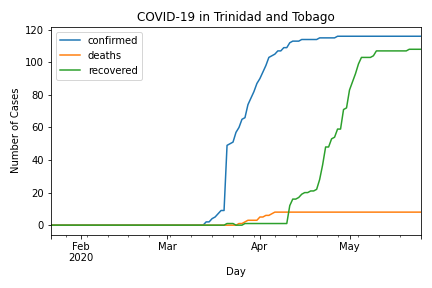 COVID-19 in Trinidad and Tobago
confirmed
deaths
recovered
Number of Cases
120
100
80
60
40
20
0
Feb
2020
Mar
Apr
May
Day